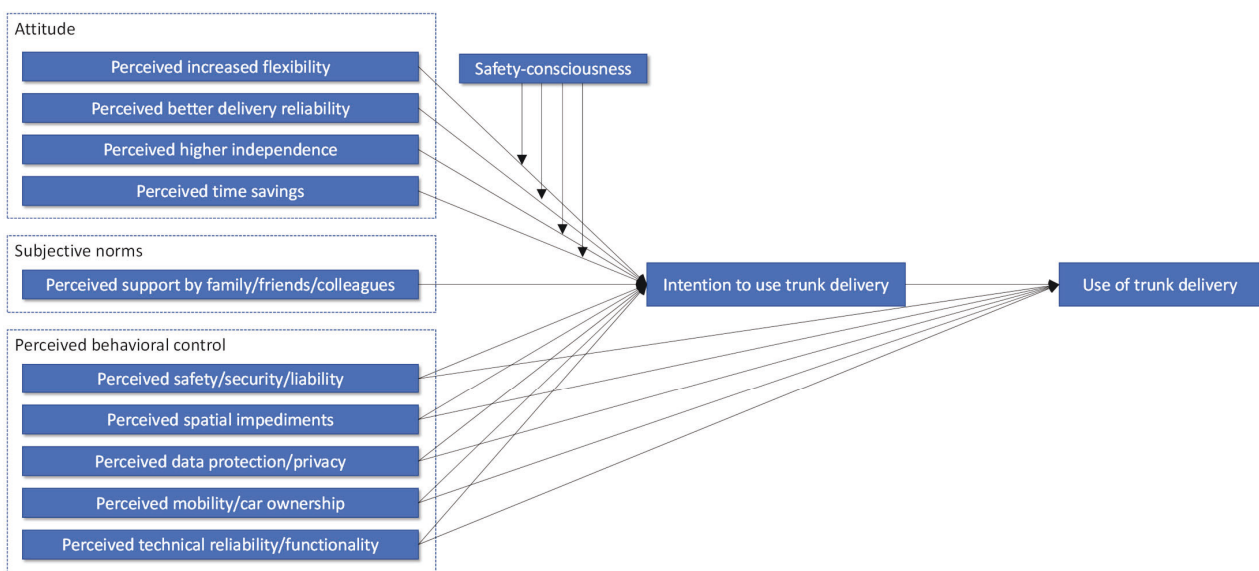 Attitude
Perceived increased flexibility
Perceived better delivery reliability
Perceived higher independence
Perceived time savings
Safety-consciousness
Subjective norms
Perceived support by family/friends/colleagues
Intention to use trunk delivery
Use of trunk delivery
Perceived behavioral control
Perceived safety/security/liability
Perceived spatial impediments
Perceived data protection/privacy
Perceived mobility/car ownership
Perceived technical reliability/functionality